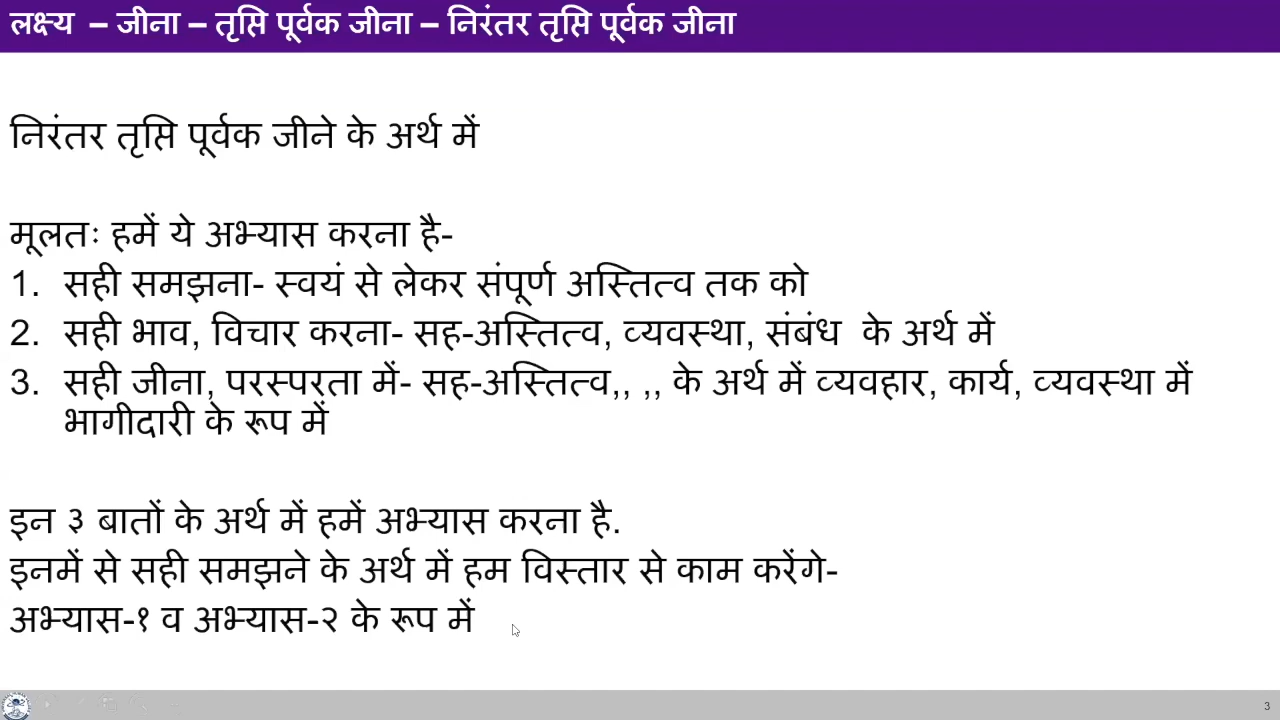 लक्ष्य – जीना – तृप्ति पूर्वक जीना – निरंतर तृप्ति पूर्वक जीना
निरंतर तृप्ति पूर्वक जीने के अर्थ में
मूलतः हमें ये अभ्यास करना है-
1. सही समझना- स्वयं से लेकर संपूर्ण अस्तित्व तक को
2. सही भाव, विचार करना- सह-अस्तित्व, व्यवस्था, संबंध के अर्थ में
3. सही जीना, परस्परता में- सह-अस्तित्व,, ,, के अर्थ में व्यवहार, कार्य, व्यवस्था में
भागीदारी के रूप में
इन ३ बातों के अर्थ में हमें अभ्यास करना है.
इनमें से सही समझने के अर्थ में हम विस्तार से काम करेंगे-
अभ्यास-१ व अभ्यास-२ के रूप में
3